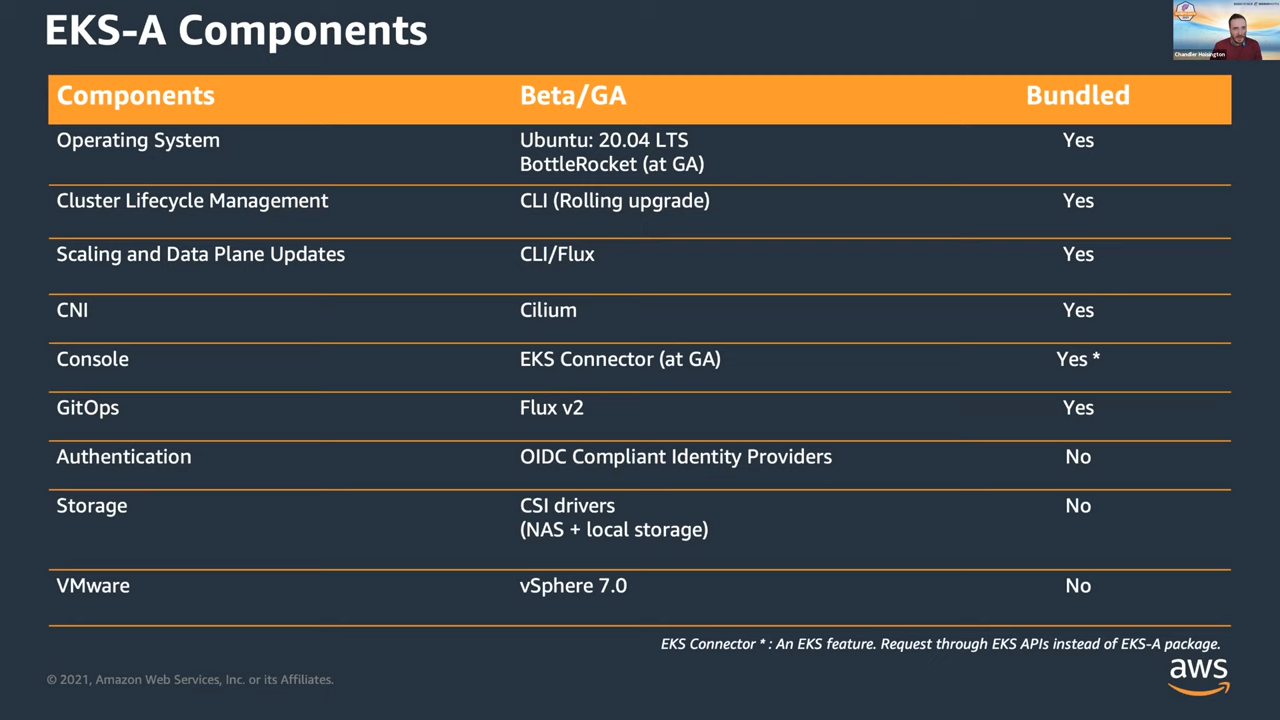 EKS-A Components
Chandler Hoisington
Components Beta/GA Bundled
Operating System Ubuntu: 20.04 LTS Yes
BottleRocket (at GA)
Cluster Lifecycle Management CLI (Rolling upgrade) Yes
Scaling and Data Plane Updates CLI/Flux Yes
CNI Cilium Yes
Console EKS Connector (at GA) Yes *
GitOps Flux v2 Yes
Authentication OIDC Compliant Identity Providers No
Storage CSI drivers No
(NAS + local storage)
VMware vSphere 7.0 No
EKS Connector * : An EKS feature. Request through EKS APIs instead of EKS-A package.
© 2021, Amazon Web Services, Inc. or its Affiliates.
aws